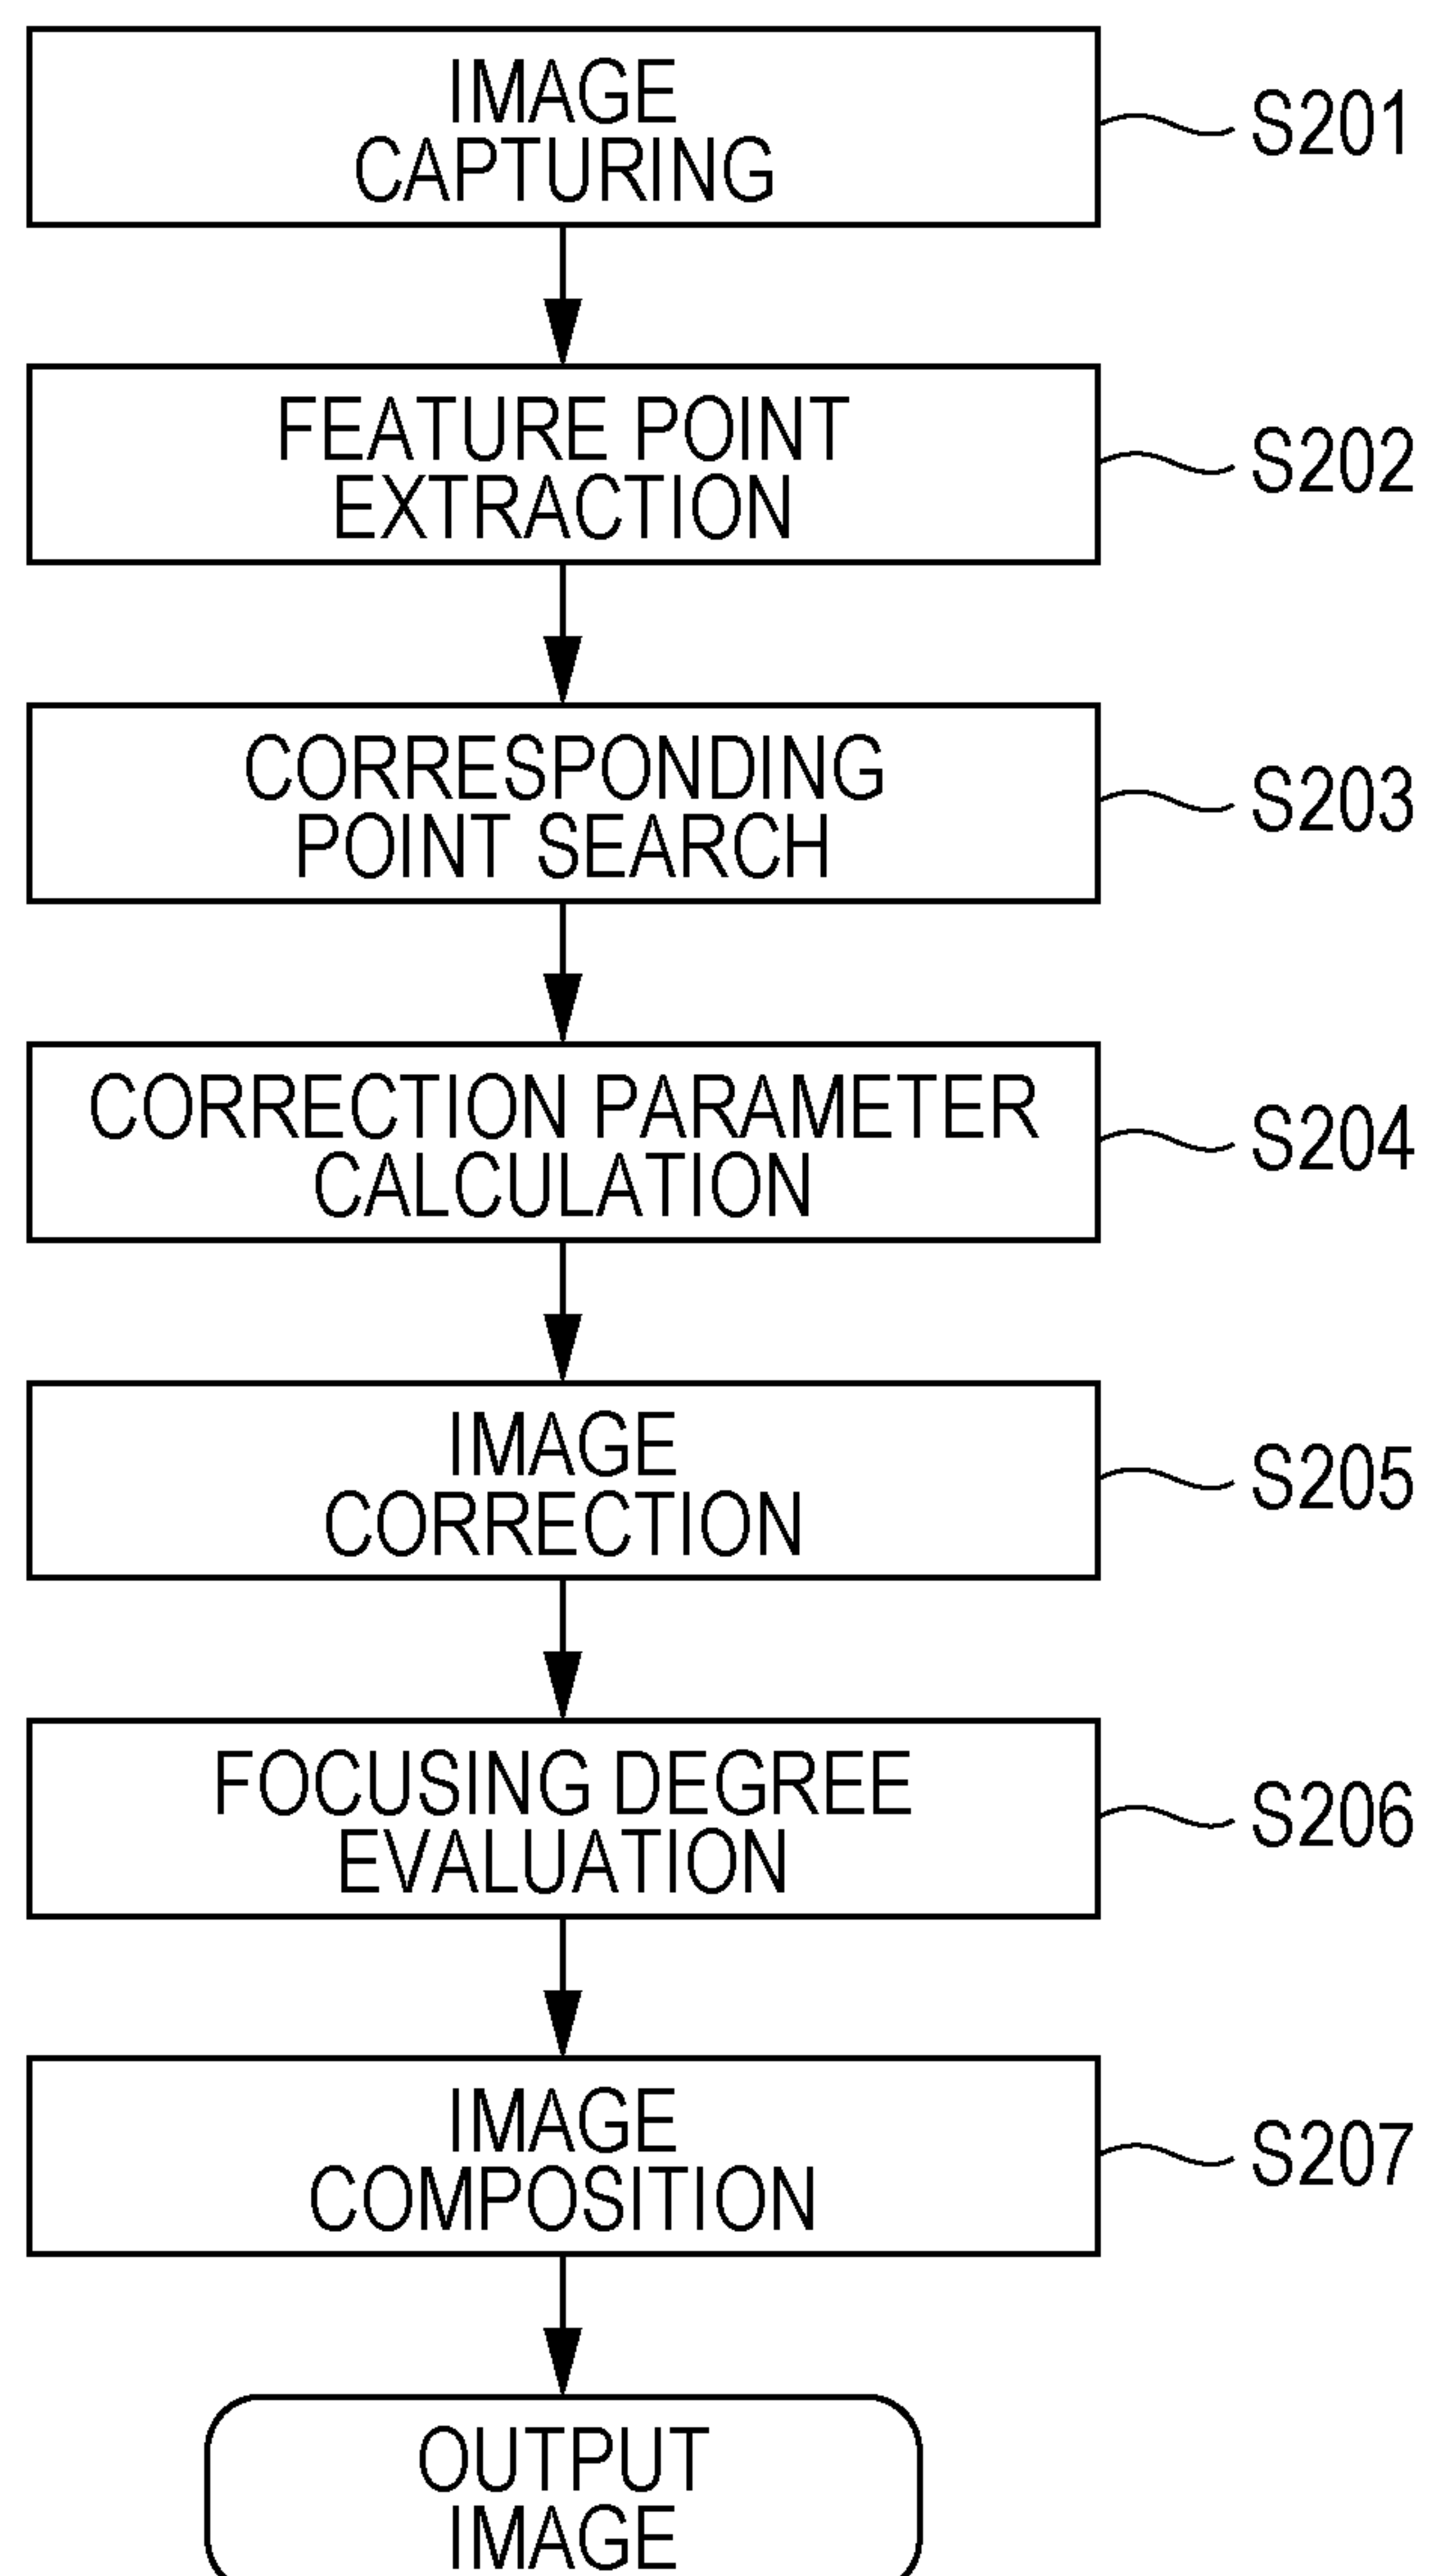 IMAGE
CAPTURING
S201
FEATURE POINT
EXTRACTION
S202
CORRESPONDING
POINT SEARCH
S203
CORRECTION PARAMETER
CALCULATION
S204
IMAGE
CORRECTION
S205
FOCUSING DEGREE
EVALUATION
S206
IMAGE
COMPOSITION
S207
OUTPUT
IMAGE